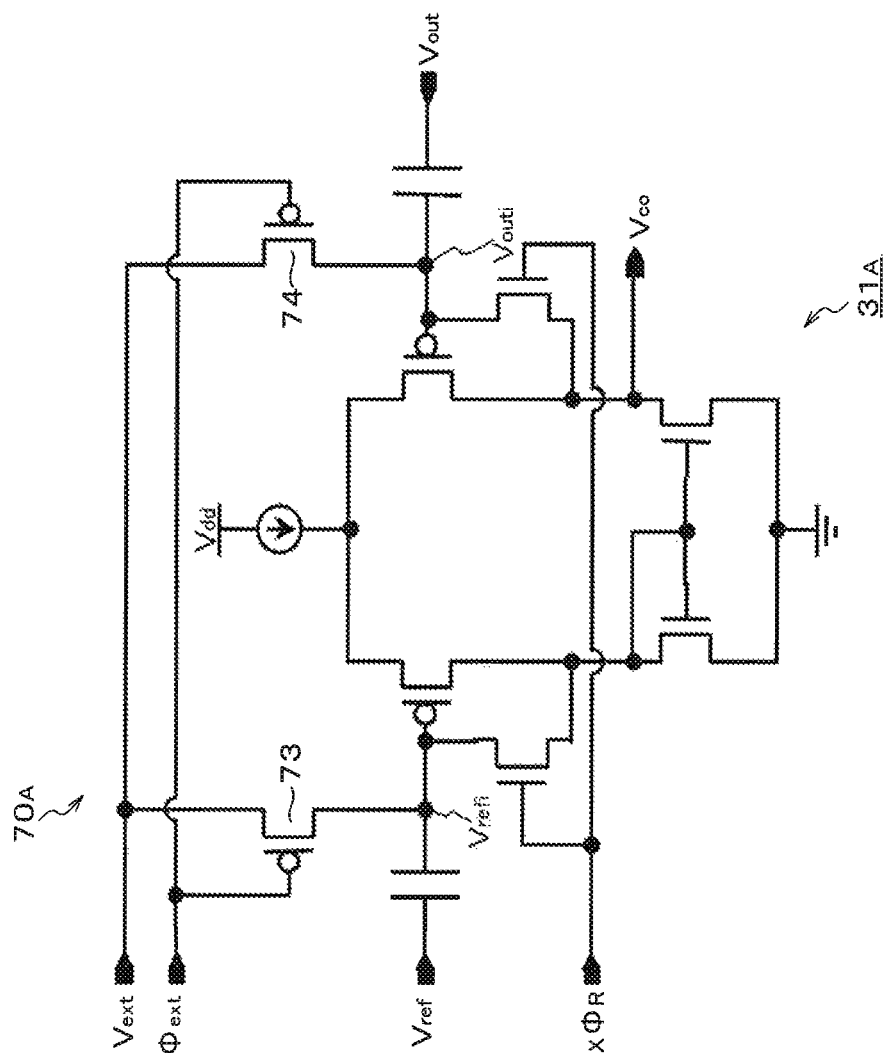 70A
Vext
Φext
73
74
Vdd
Vref
Vrefi
Vouti
Vout
xΦR
Vco
31A